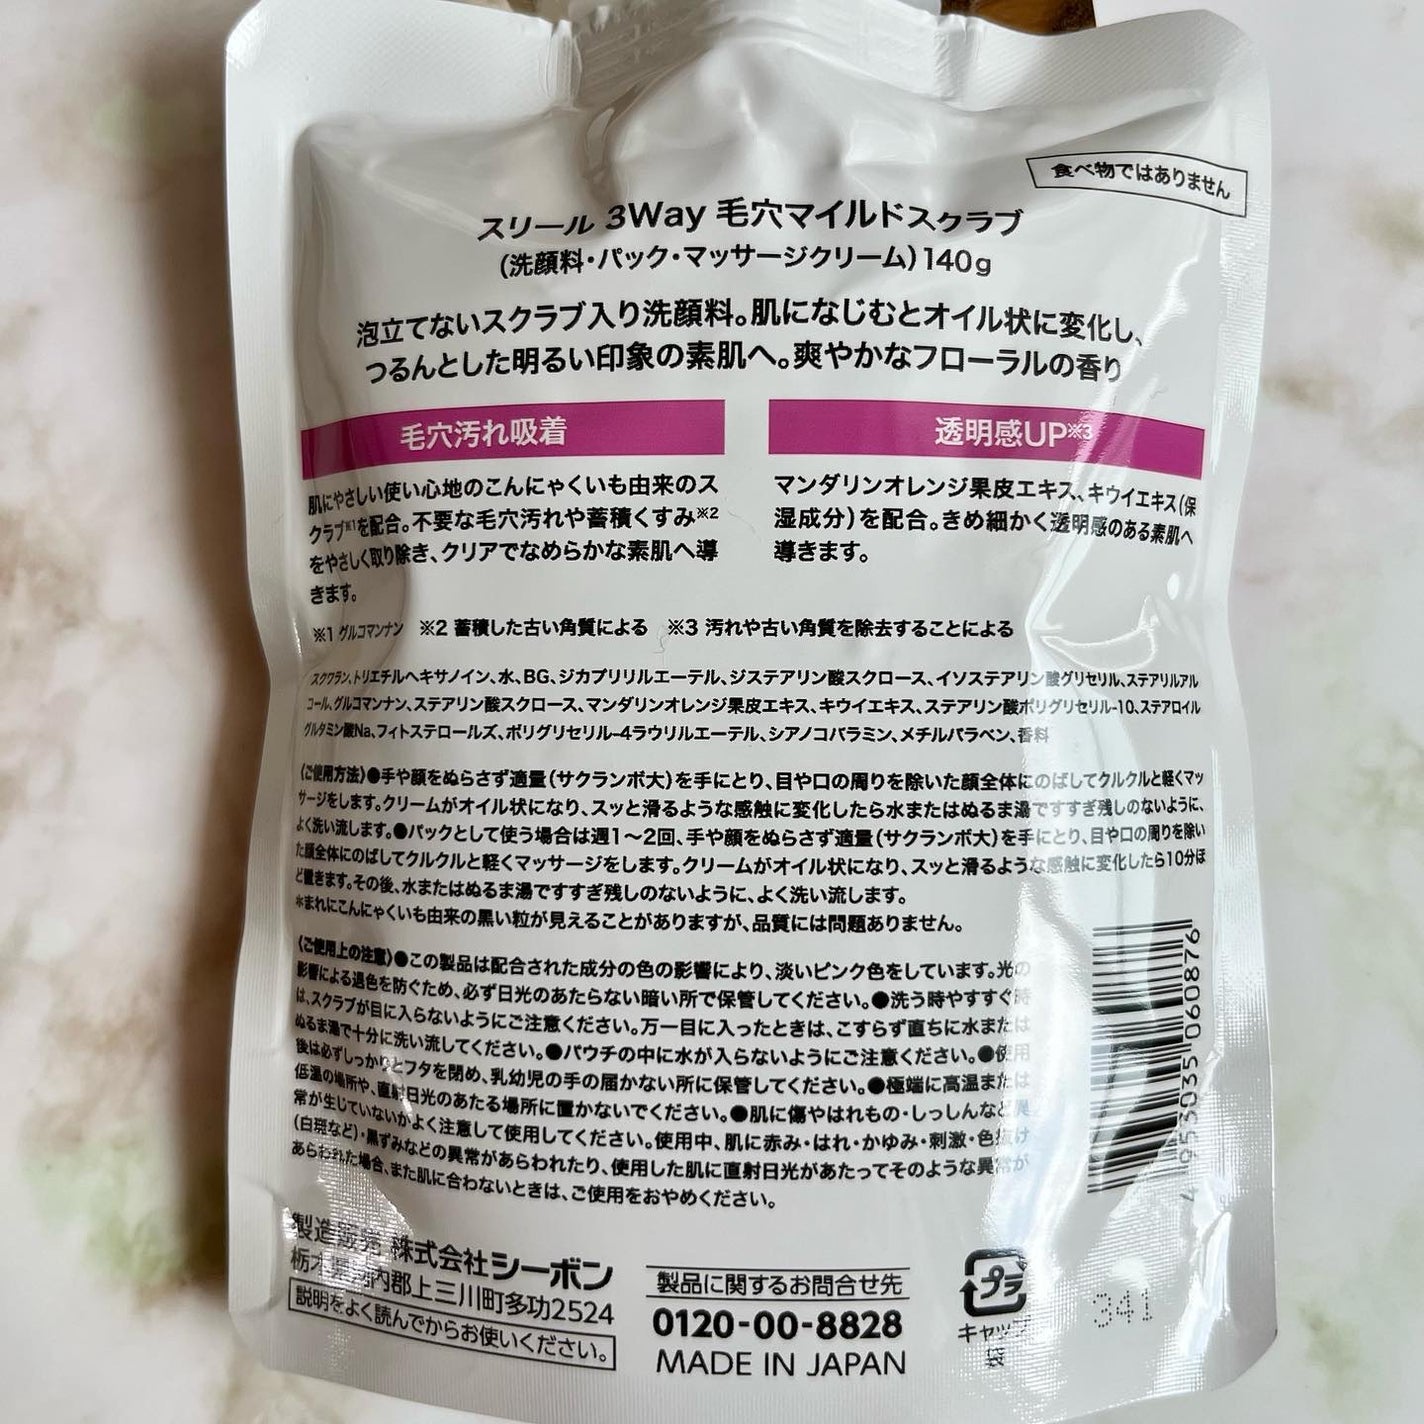 食べ物ではありません
スリール 3Way 毛穴マイルドスクラブ
(洗顔料・パック・マッサージクリーム)140g
泡立てないスクラブ入り洗顔料。肌になじむとオイル状に変化し、
つるんとした明るい印象の素肌へ。爽やかなフローラルの香り
毛穴汚れ吸着
肌にやさしい使い心地のこんにゃくいも由来のス
クラブ※1を配合。不要な毛穴汚れや蓄積くすみ※2
をやさしく取り除き、クリアでなめらかな素肌へ導
きます。
透明感UP※3
マンダリンオレンジ果皮エキス、キウイエキス(保
湿成分)を配合。きめ細かく透明感のある素肌へ
導きます。
※1 グルコマンナン ※2 蓄積した古い角質による ※3 汚れや古い角質を除去することによる
スクワラン、トリエチルヘキサノイン、水、BG、ジカプリリルエーテル、ジステアリン酸スクロース、イソステアリン酸グリセリル、ステアリルアル
コール、グルコマンナン、ステアリン酸スクロース、マンダリンオレンジ果皮エキス、キウイエキス、ステアリン酸ポリグリセリル-10、ステアロイル
グルタミン酸Na、フィトステロールズ、ポリグリセリル-4ラウリルエーテル、シアノコバラミン、メチルパラベン、香料
《ご使用方法》●手や顔をぬらさず適量(サクランボ大)を手にとり、目や口の周りを除いた顔全体にのばしてクルクルと軽くマッ
サージをします。クリームがオイル状になり、スッと滑るような感触に変化したら水またはぬるま湯ですすぎ残しのないように、
よく洗い流します。●パックとして使う場合は週1～2回、手や顔をぬらさず適量(サクランボ大)を手にとり、目や口の周りを除い
た顔全体にのばしてクルクルと軽くマッサージをします。クリームがオイル状になり、スッと滑るような感触に変化したら10分ほ
ど置きます。その後、水またはぬるま湯ですすぎ残しのないように、よく洗い流します。
*まれにこんにゃくいも由来の黒い粒が見えることがありますが、品質には問題ありません。
《ご使用上の注意》●この製品は配合された成分の色の影響により、淡いピンク色をしています。光の
影響による退色を防ぐため、必ず日光のあたらない暗い所で保管してください。●洗う時やすすぐ時
は、スクラブが目に入らないようにご注意ください。万一目に入ったときは、こすらず直ちに水または
ぬるま湯で十分に洗い流してください。●パウチの中に水が入らないようにご注意ください。●使用
後は必ずしっかりとフタを閉め、乳幼児の手の届かない所に保管してください。●極端に高温または
低温の場所や、直射日光のあたる場所に置かないでください。●肌に傷やはれもの・しっしんなど異
常が生じていないかよく注意して使用してください。使用中、肌に赤み・はれ・かゆみ・刺激・色抜け
(白斑など)・黒ずみなどの異常があらわれたり、使用した肌に直射日光があたってそのような異常が
あらわれた場合、また肌に合わないときは、ご使用をおやめください。
4 953035 060876
製造販売 株式会社シーボン
栃木県河内郡上三川町多功2524
説明をよく読んでからお使いください。
製品に関するお問合せ先
0120-00-8828
MADE IN JAPAN
プラ
キャップ
袋
341